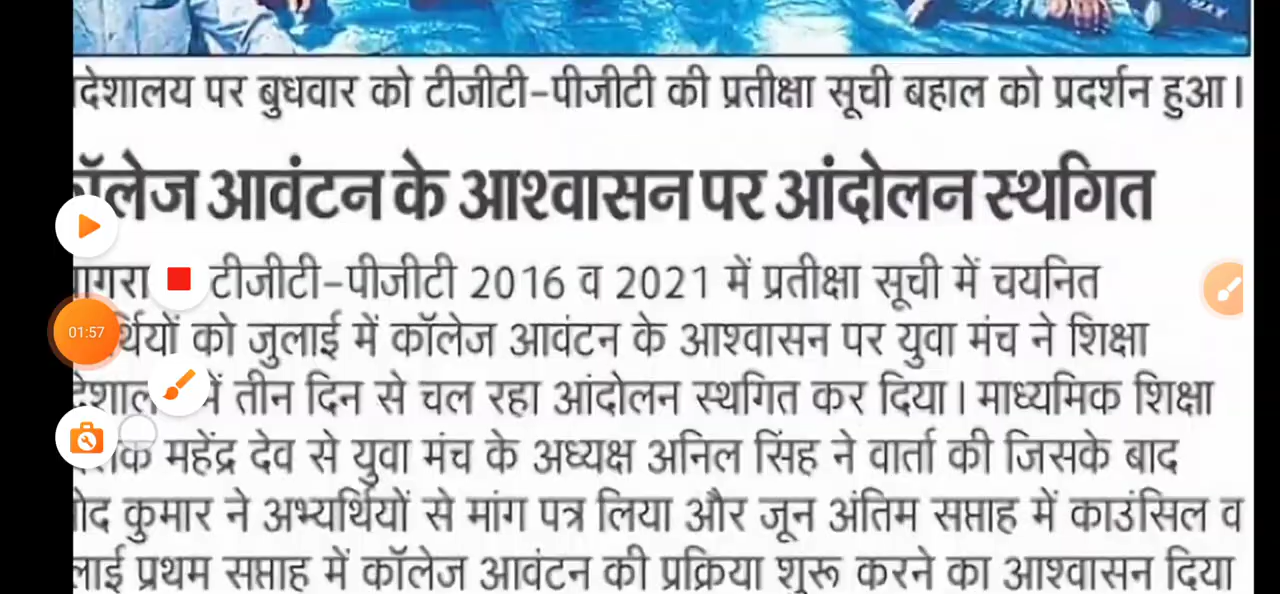 देशालय पर बुधवार को टीजीटी-पीजीटी की प्रतीक्षा सूची बहाल को प्रदर्शन हुआ।
आवंटन के आश्वासन पर आंदोलन स्थगित
टीजीटी-पीजीटी 2016 व 2021 में प्रतीक्षा सूची में चयनित
01:57
को जुलाई में कॉलेज आवंटन के आश्वासन पर युवा मंच ने शिक्षा
में तीन दिन से चल रहा आंदोलन स्थगित कर दिया। माध्यमिक शिक्षा
महेंद्र देव से युवा मंच के अध्यक्ष अनिल सिंह ने वार्ता की जिसके बाद
कुमार ने अभ्यर्थियों से मांग पत्र लिया और जून अंतिम सप्ताह में काउंसिल व
प्रथम सप्ताह में कॉलेज आवंटन की प्रक्रिया शुरू करने का आश्वासन दिया